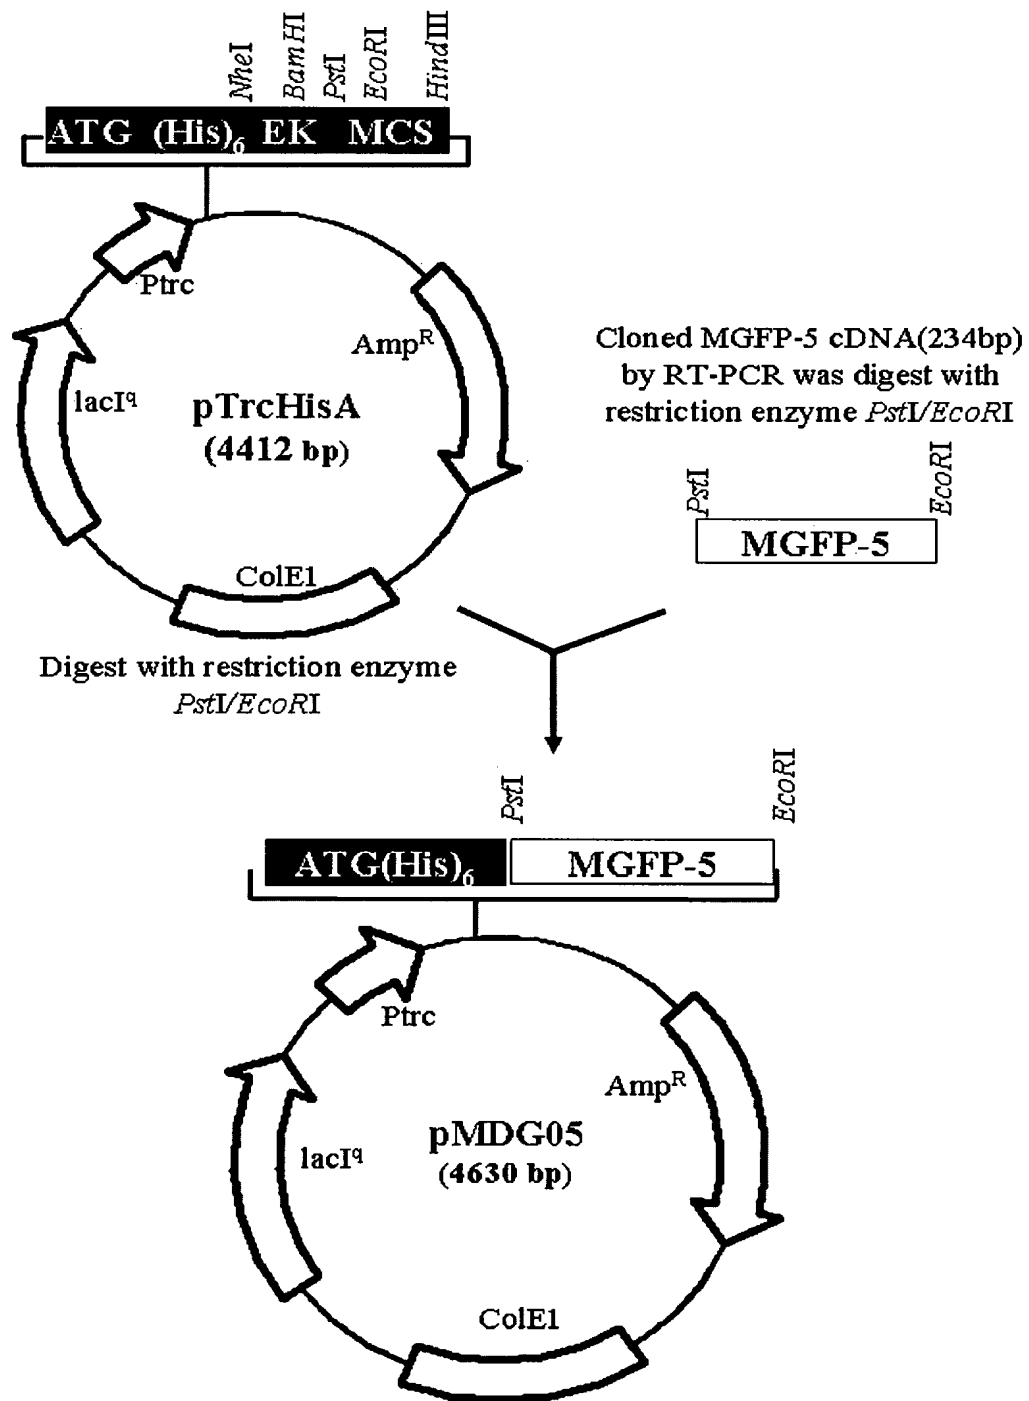 NheI
BamHI
PstI
EcoRI
HindIII
ATG (His)6 EK MCS
Ptrc
AmpR
lacIq
pTrcHisA
(4412 bp)
ColE1
Digest with restriction enzyme
PstI/EcoRI
Cloned MGFP-5 cDNA(234bp)
by RT-PCR was digest with
restriction enzyme PstI/EcoRI
PstI
EcoRI
MGFP-5
PstI
EcoRI
ATG(His)6
MGFP-5
Ptrc
AmpR
lacIq
pMDG05
(4630 bp)
ColE1